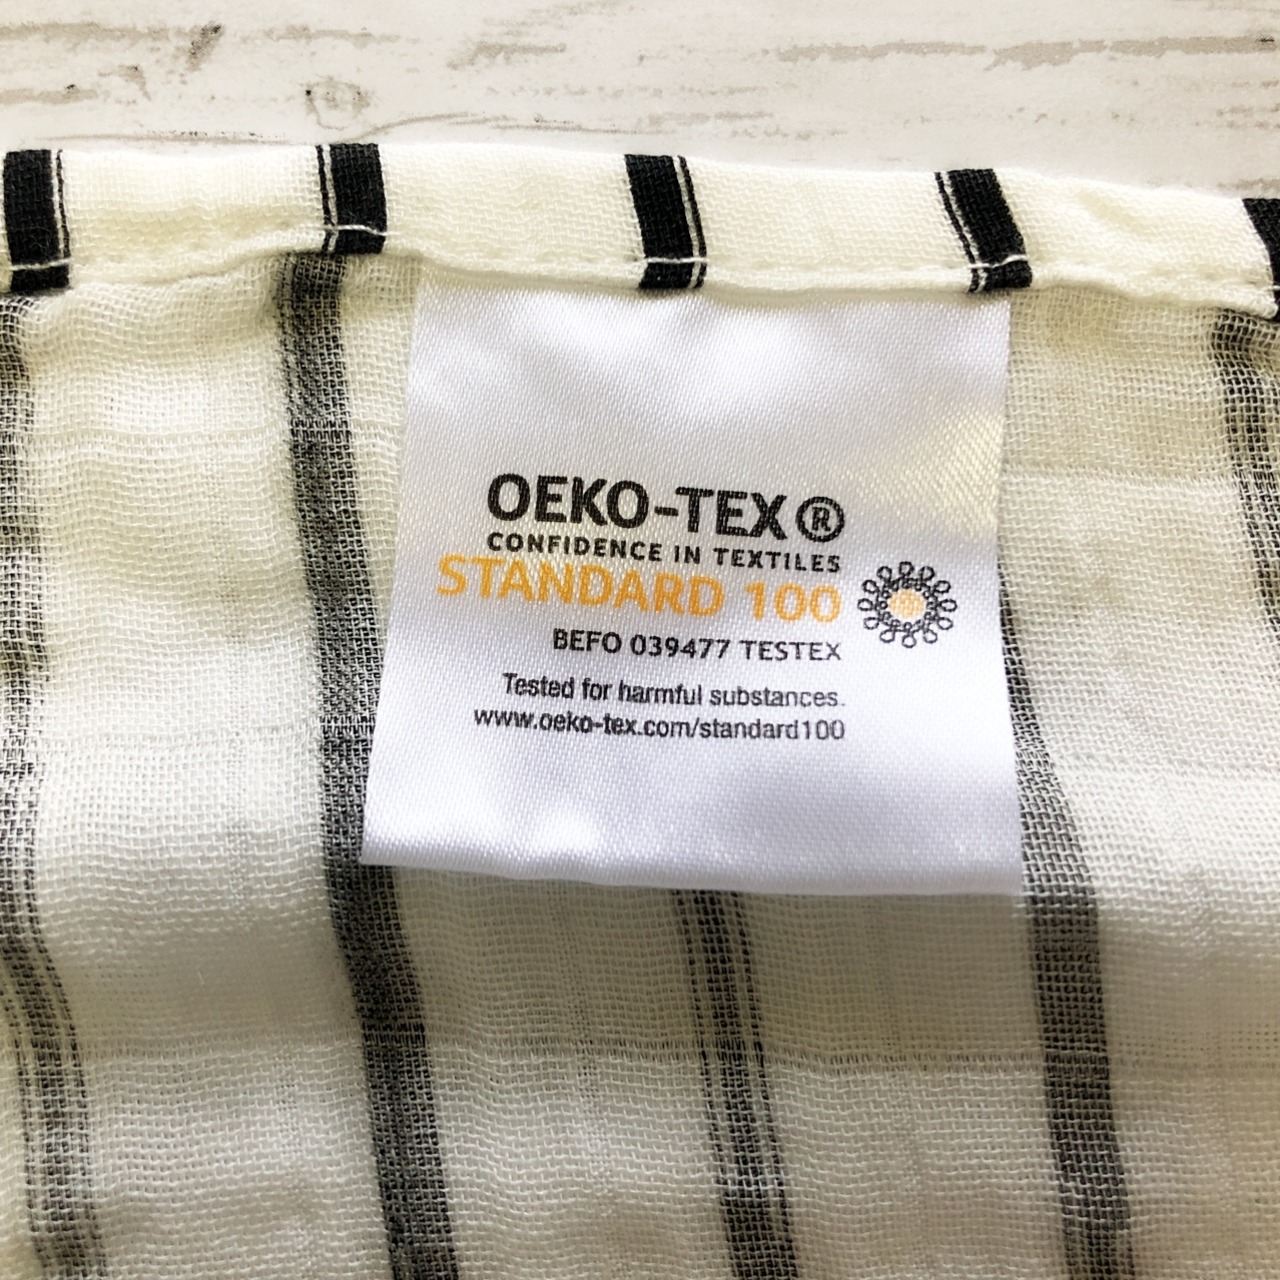 OEKO-TEX®
CONFIDENCE IN TEXTILES
STANDARD 100
BEFO 039477 TESTEX
Tested for harmful substances.
www.oeko-tex.com/standard100